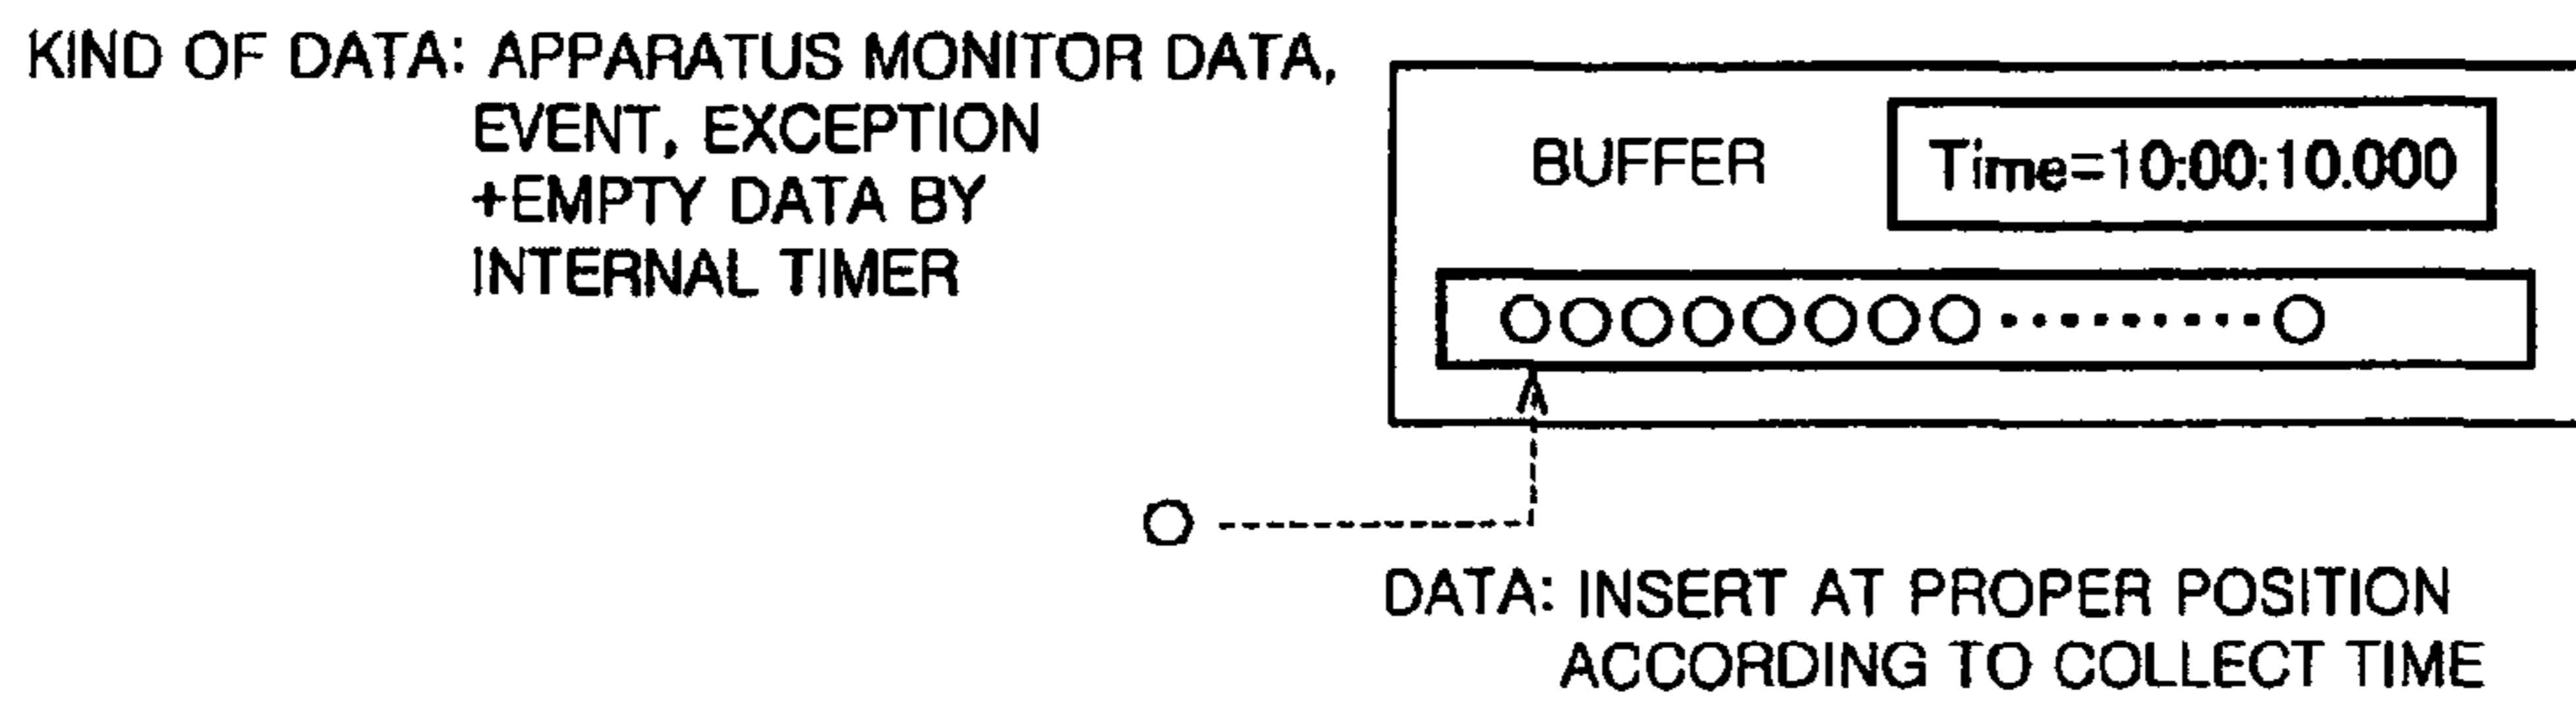 KIND OF DATA: APPARATUS MONITOR DATA,
EVENT, EXCEPTION
+EMPTY DATA BY
INTERNAL TIMER
BUFFER
Time=10:00:10.000
DATA: INSERT AT PROPER POSITION
ACCORDING TO COLLECT TIME